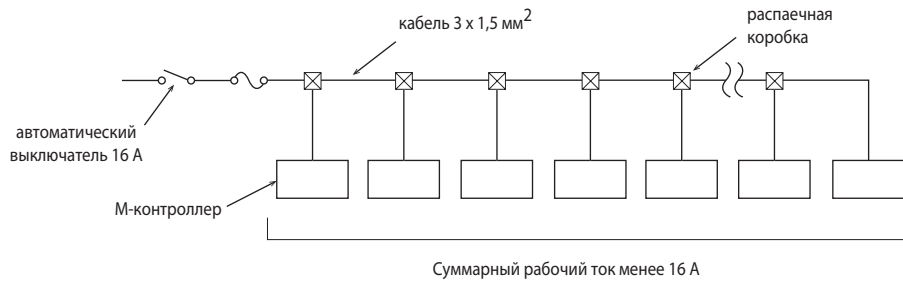 кабель 3 x 1,5 мм²
распаечная
коробка
автоматический
выключатель 16 А
М-контроллер
Суммарный рабочий ток менее 16 А